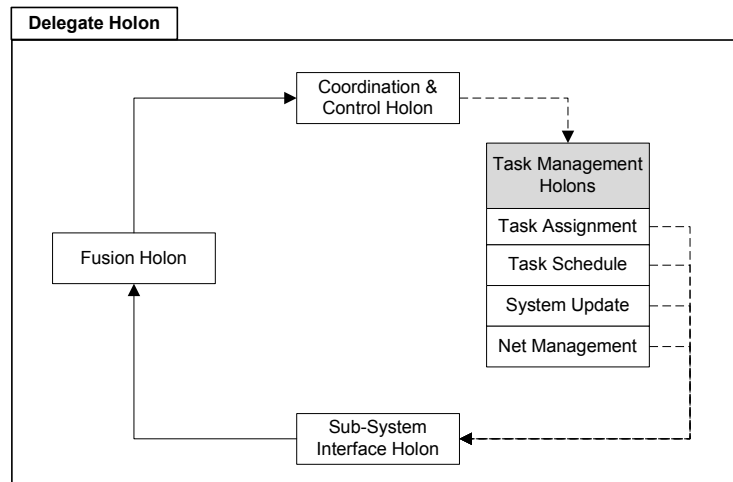 Delegate Holon
Coordination &
Control Holon
Task Management
Holons
Task Assignment
Fusion Holon
Task Schedule
System Update
Net Management
Sub-System
Interface Holon